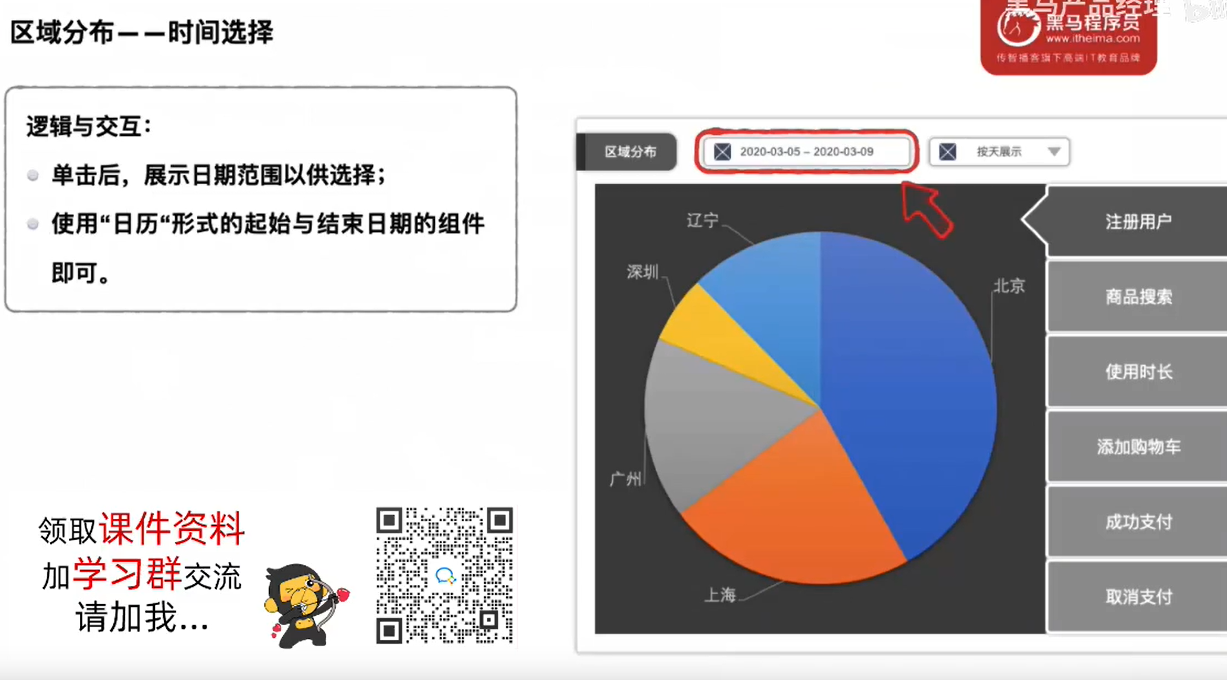 区域分布——时间选择
黑马产品经理
黑马程序员
www.itheima.com
传智播客旗下高端IT教育品牌
逻辑与交互：
单击后，展示日期范围以供选择；
使用“日历“形式的起始与结束日期的组件
即可。
区域分布
2020-03-05 – 2020-03-09
按天展示
辽宁
深圳
北京
广州
上海
注册用户
商品搜索
使用时长
添加购物车
成功支付
取消支付
领取课件资料
加学习群交流
请加我...